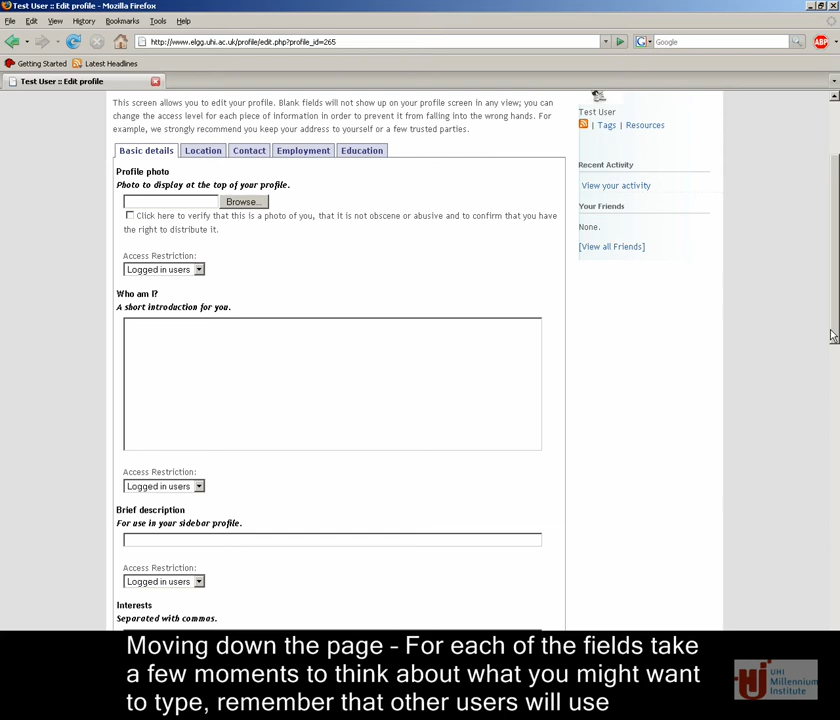 Test User :: Edit profile - Mozilla Firefox
File Edit View History Bookmarks Tools Help
http://www.elgg.uhi.ac.uk/profile/edit.php?profile_id=265
Google
ABP
Getting Started Latest Headlines
Test User :: Edit profile
This screen allows you to edit your profile. Blank fields will not show up on your profile screen in any view; you can
change the access level for each piece of information in order to prevent it from falling into the wrong hands. For
example, we strongly recommend you keep your address to yourself or a few trusted parties.
Basic details Location Contact Employment Education
Profile photo
Photo to display at the top of your profile.
Browse...
Click here to verify that this is a photo of you, that it is not obscene or abusive and to confirm that you have
the right to distribute it.
Access Restriction:
Logged in users
Who am I?
A short introduction for you.
Access Restriction:
Logged in users
Brief description
For use in your sidebar profile.
Access Restriction:
Logged in users
Interests
Separated with commas.
Test User
| Tags | Resources
Recent Activity
View your activity
Your Friends
None.
[View all Friends]
Moving down the page - For each of the fields take
a few moments to think about what you might want
to type, remember that other users will use
UHI
Millennium
Institute